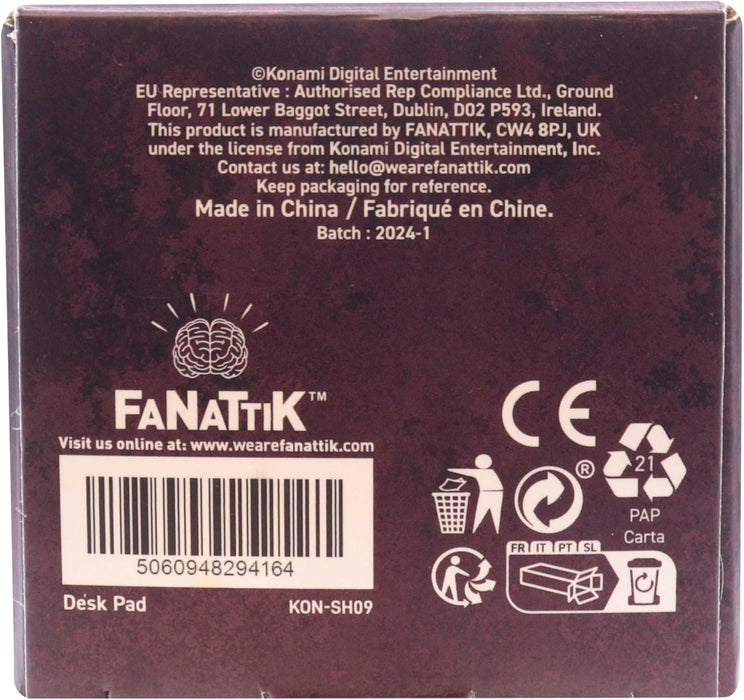 ©Konami Digital Entertainment
EU Representative : Authorised Rep Compliance Ltd., Ground
Floor, 71 Lower Baggot Street, Dublin, D02 P593, Ireland.
This product is manufactured by FANATTIK, CW4 8PJ, UK
under the license from Konami Digital Entertainment, Inc.
Contact us at: hello@wearefanattik.com
Keep packaging for reference.
Made in China / Fabriqué en Chine.
Batch : 2024-1
FANATTIK™
Visit us online at: www.wearefanattik.com
5060948294164
Desk Pad KON-SH09
CE
®
21
PAP
Carta
FR IT PT SL